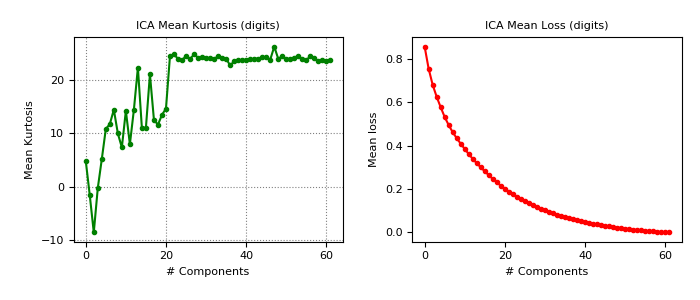 ICA Mean Kurtosis (digits)
Mean Kurtosis
20
10
0
−10
0
20
40
60
# Components
ICA Mean Loss (digits)
Mean loss
0.8
0.6
0.4
0.2
0.0
0
20
40
60
# Components